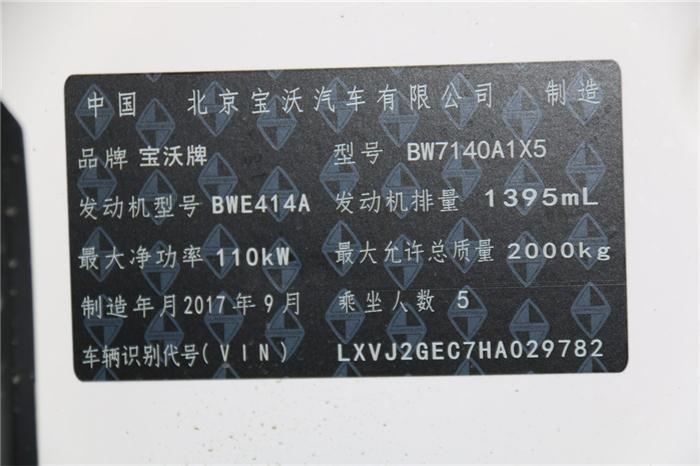 中国 北京宝沃汽车有限公司 制造
品牌 宝沃牌 型号 BW7140A1X5
发动机型号 BWE414A 发动机排量 1395mL
最大净功率 110kW 最大允许总质量 2000kg
制造年月 2017年9月 乘坐人数 5
车辆识别代号(VIN) LXVJ2GEC7HA029782